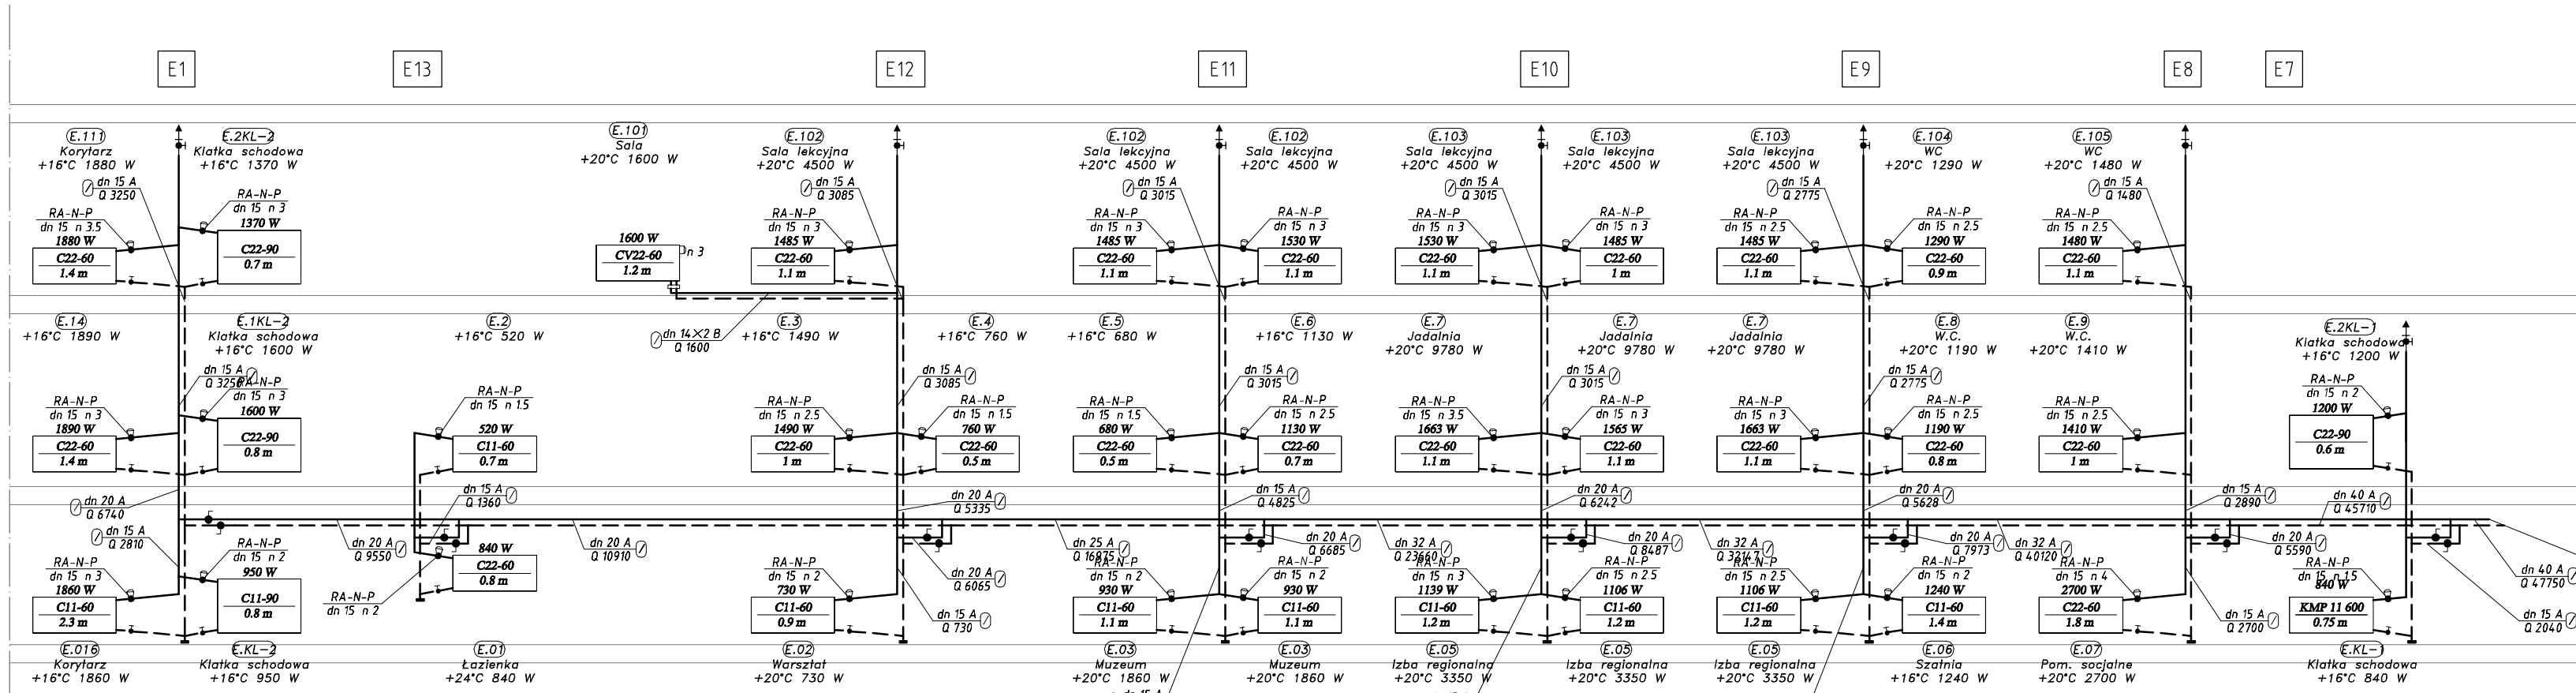 E1
E13
E12
E11
E10
E9
E8
E7
E.111
Korytarz
+16°C 1880 W
E.2KL-2
Klatka schodowa
+16°C 1370 W
E.101
Sala
+20°C 1600 W
E.102
Sala lekcyjna
+20°C 4500 W
E.102
Sala lekcyjna
+20°C 4500 W
E.102
Sala lekcyjna
+20°C 4500 W
E.103
Sala lekcyjna
+20°C 4500 W
E.103
Sala lekcyjna
+20°C 4500 W
E.103
Sala lekcyjna
+20°C 4500 W
E.104
WC
+20°C 1290 W
E.105
WC
+20°C 1480 W
dn 15 A
Q 3250
dn 15 A
Q 3085
dn 15 A
Q 3015
dn 15 A
Q 3015
dn 15 A
Q 2775
dn 15 A
Q 1480
RA-N-P
dn 15 n 3.5
1880 W
C22-60
1.4 m
RA-N-P
dn 15 n 3
1370 W
C22-90
0.7 m
1600 W
CV22-60
1.2 m
n 3
RA-N-P
dn 15 n 3
1485 W
C22-60
1.1 m
RA-N-P
dn 15 n 3
1485 W
C22-60
1.1 m
RA-N-P
dn 15 n 3
1530 W
C22-60
1.1 m
RA-N-P
dn 15 n 3
1530 W
C22-60
1.1 m
RA-N-P
dn 15 n 3
1485 W
C22-60
1 m
RA-N-P
dn 15 n 2.5
1485 W
C22-60
1.1 m
RA-N-P
dn 15 n 2.5
1290 W
C22-60
0.9 m
RA-N-P
dn 15 n 2.5
1480 W
C22-60
1.1 m
E.14
+16°C 1890 W
E.1KL-2
Klatka schodowa
+16°C 1600 W
E.2
+16°C 520 W
dn 14×2 B
Q 1600
E.3
+16°C 1490 W
E.4
+16°C 760 W
E.5
+16°C 680 W
E.6
+16°C 1130 W
E.7
Jadalnia
+20°C 9780 W
E.7
Jadalnia
+20°C 9780 W
E.7
Jadalnia
+20°C 9780 W
E.8
W.C.
+20°C 1190 W
E.9
W.C.
+20°C 1410 W
E.2KL-1
Klatka schodowa
+16°C 1200 W
dn 15 A
Q 3250
dn 15 A
Q 3085
dn 15 A
Q 3015
dn 15 A
Q 3015
dn 15 A
Q 2775
RA-N-P
dn 15 n 3
1890 W
C22-60
1.4 m
RA-N-P
dn 15 n 3
1600 W
C22-90
0.8 m
RA-N-P
dn 15 n 1.5
520 W
C11-60
0.7 m
RA-N-P
dn 15 n 2.5
1490 W
C22-60
1 m
RA-N-P
dn 15 n 1.5
760 W
C22-60
0.5 m
RA-N-P
dn 15 n 1.5
680 W
C22-60
0.5 m
RA-N-P
dn 15 n 2.5
1130 W
C22-60
0.7 m
RA-N-P
dn 15 n 3.5
1663 W
C22-60
1.1 m
RA-N-P
dn 15 n 3
1565 W
C22-60
1.1 m
RA-N-P
dn 15 n 3
1663 W
C22-60
1.1 m
RA-N-P
dn 15 n 2.5
1190 W
C22-60
0.8 m
RA-N-P
dn 15 n 2.5
1410 W
C22-60
1 m
RA-N-P
dn 15 n 2
1200 W
C22-90
0.6 m
dn 20 A
Q 6740
dn 15 A
Q 1360
dn 20 A
Q 5335
dn 15 A
Q 4825
dn 20 A
Q 6242
dn 20 A
Q 5628
dn 15 A
Q 2890
dn 40 A
Q 45710
dn 15 A
Q 2810
dn 20 A
Q 9550
dn 20 A
Q 10910
dn 20 A
Q 6065
dn 25 A
Q 16975
dn 20 A
Q 6685
dn 32 A
Q 23660
dn 20 A
Q 8487
dn 32 A
Q 32147
dn 20 A
Q 7973
dn 32 A
Q 40120
dn 20 A
Q 5590
dn 40 A
Q 47750
RA-N-P
dn 15 n 3
1860 W
C11-60
2.3 m
RA-N-P
dn 15 n 2
950 W
C11-90
0.8 m
RA-N-P
dn 15 n 2
840 W
C22-60
0.8 m
RA-N-P
dn 15 n 2
730 W
C11-60
0.9 m
dn 15 A
Q 730
RA-N-P
dn 15 n 2
930 W
C11-60
1.1 m
RA-N-P
dn 15 n 2
930 W
C11-60
1.1 m
RA-N-P
dn 15 n 3
1139 W
C11-60
1.2 m
RA-N-P
dn 15 n 2.5
1106 W
C11-60
1.2 m
RA-N-P
dn 15 n 2.5
1106 W
C11-60
1.2 m
RA-N-P
dn 15 n 2
1240 W
C11-60
1.4 m
RA-N-P
dn 15 n 4
2700 W
C22-60
1.8 m
dn 15 A
Q 2700
RA-N-P
dn 15 n 1.5
840 W
KMP 11 600
0.75 m
dn 15 A
Q 2040
E.016
Korytarz
+16°C 1860 W
E.KL-2
Klatka schodowa
+16°C 950 W
E.01
Łazienka
+24°C 840 W
E.02
Warsztat
+20°C 730 W
E.03
Muzeum
+20°C 1860 W
E.03
Muzeum
+20°C 1860 W
E.05
Izba regionalna
+20°C 3350 W
E.05
Izba regionalna
+20°C 3350 W
E.05
Izba regionalna
+20°C 3350 W
E.06
Szatnia
+16°C 1240 W
E.07
Pom. socjalne
+20°C 2700 W
E.KL-1
Klatka schodowa
+16°C 840 W
dn 15 A